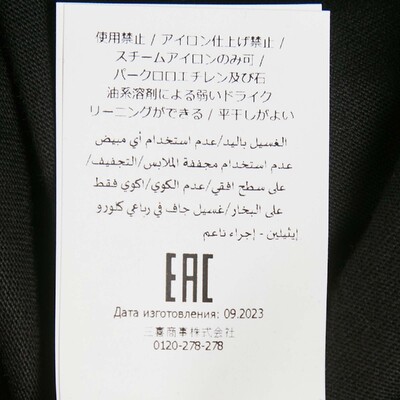 使用禁止 / アイロン仕上げ禁止 /
スチームアイロンのみ可 /
パークロロエチレン及び石
油系溶剤による弱いドライク
リーニングができる / 平干しがよい
الغسيل باليد/عدم استخدام أي مبيض
عدم استخدام مجففة الملابس/التجفيف/
على سطح افقي/عدم الكوي/اكوي فقط
على البخار/غسيل جاف في رباعي كلورو
إيثيلين - إجراء ناعم
EAC
Дата изготовления: 09.2023
三喜商事株式会社
0120-278-278